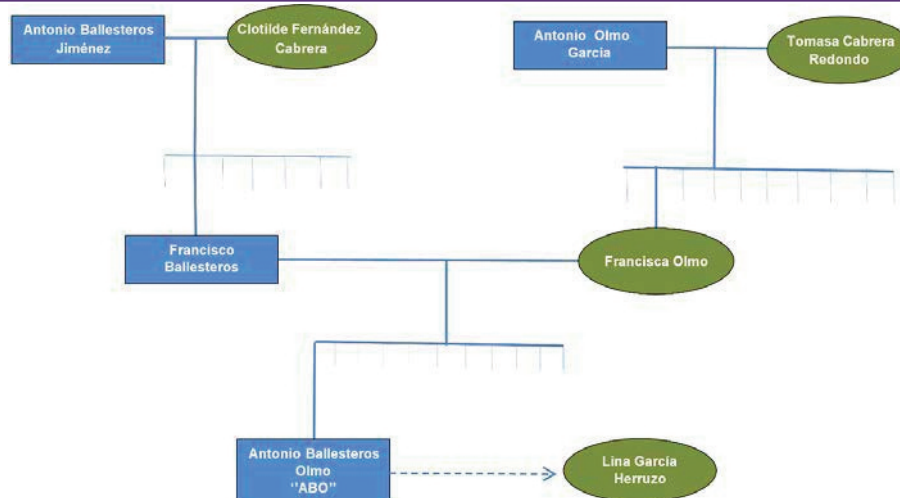 Antonio Ballesteros
Jiménez
Clotilde Fernández
Cabrera
Antonio Olmo
Garcia
Tomasa Cabrera
Redondo
Francisco
Ballesteros
Francisca Olmo
Antonio Ballesteros
Olmo
"ABO"
Lina García
Herruzo